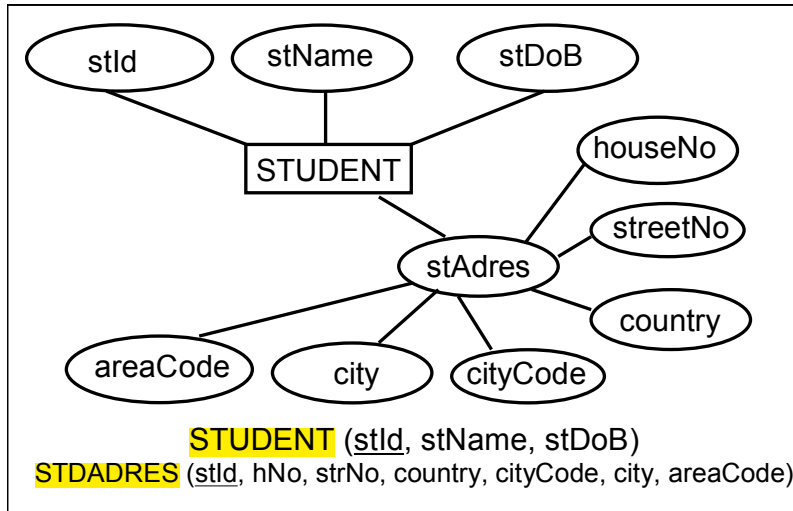 stId stName stDoB
STUDENT
houseNo
streetNo
stAdres
country
areaCode city cityCode
STUDENT (stId, stName, stDoB)
STDADRES (stId, hNo, strNo, country, cityCode, city, areaCode)